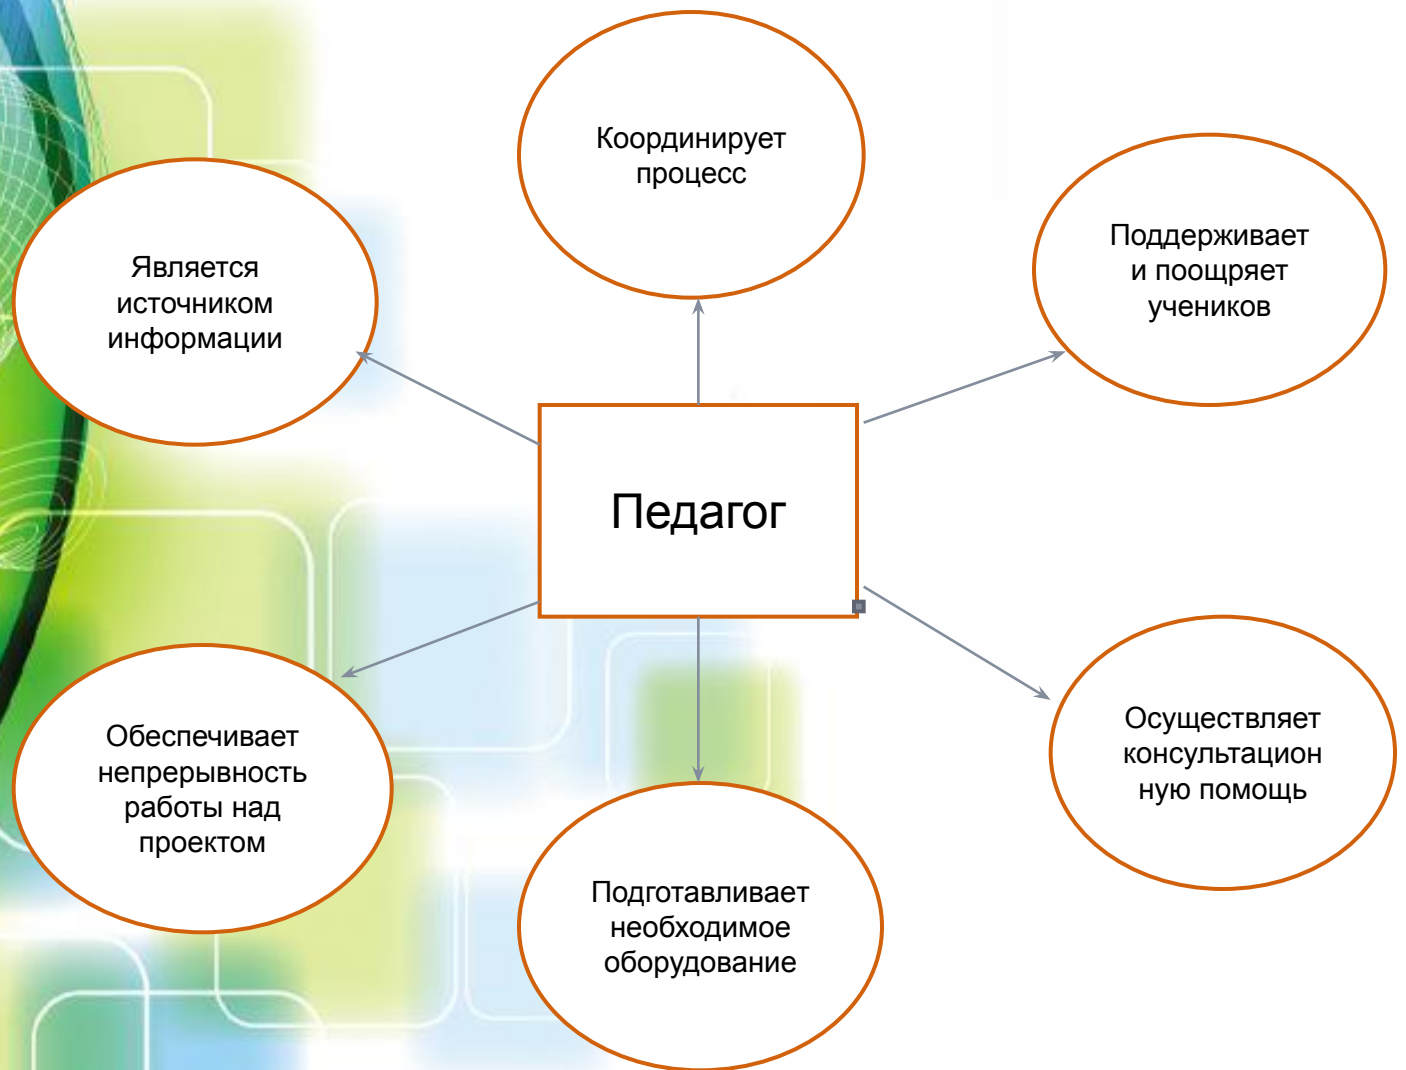 Координирует
процесс
Поддерживает
и поощряет
учеников
Является
источником
информации
Педагог
Осуществляет
консультацион
ную помощь
Обеспечивает
непрерывность
работы над
проектом
Подготавливает
необходимое
оборудование